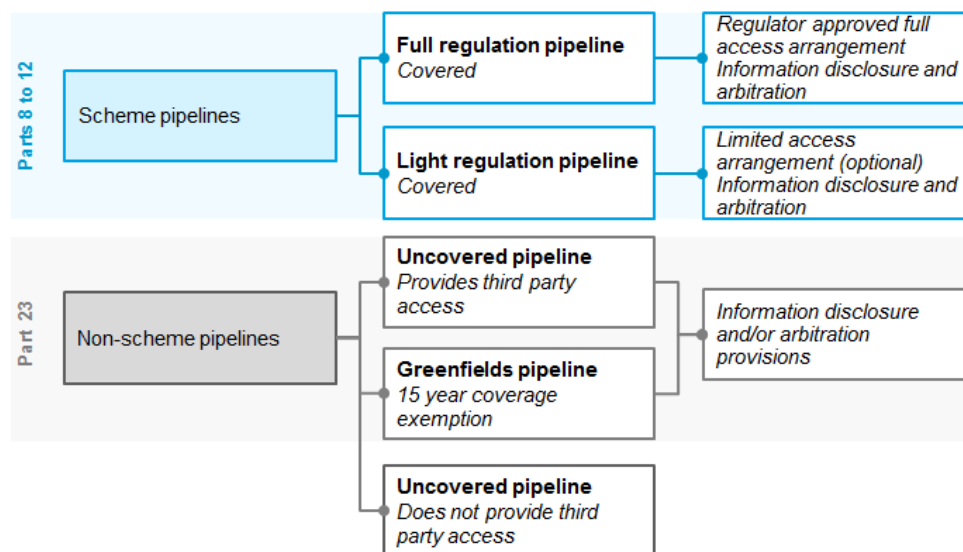 Parts 8 to 12
Scheme pipelines
Full regulation pipeline
Covered
Regulator approved full
access arrangement
Information disclosure and
arbitration
Light regulation pipeline
Covered
Limited access
arrangement (optional)
Information disclosure and
arbitration
Part 23
Non-scheme pipelines
Uncovered pipeline
Provides third party
access
Greenfields pipeline
15 year coverage
exemption
Information disclosure
and/or arbitration
provisions
Uncovered pipeline
Does not provide third
party access